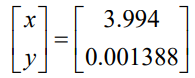 [x y] = [3.994 0.001388]